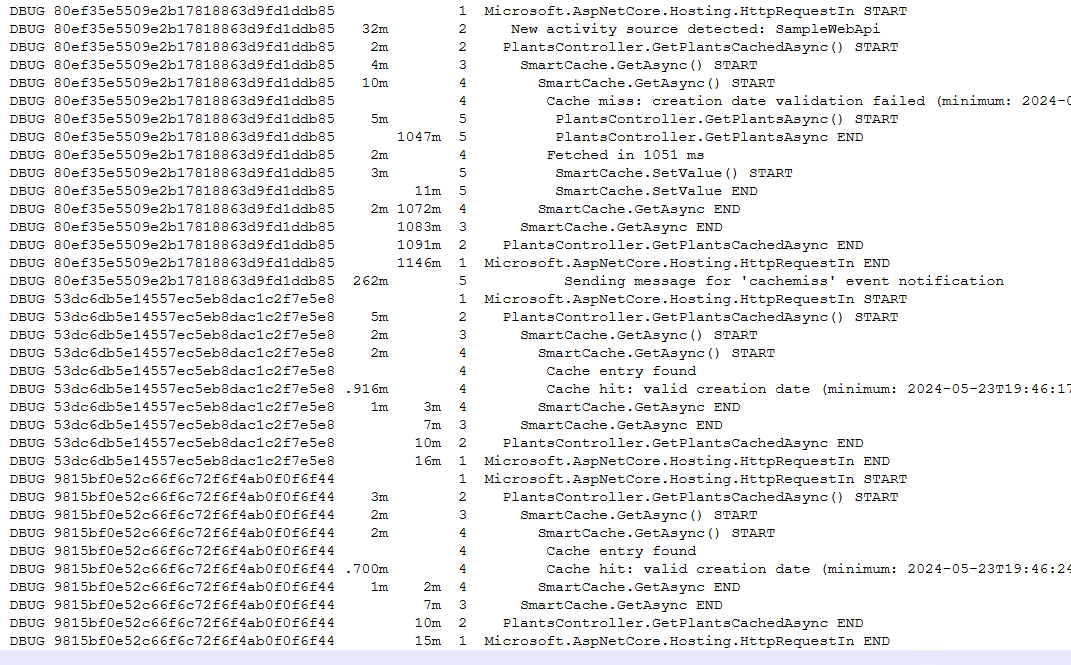 DBUG 80ef35e5509e2b17818863d9fd1ddb85 1 Microsoft.AspNetCore.Hosting.HttpRequestIn START
DBUG 80ef35e5509e2b17818863d9fd1ddb85 32m 2 New activity source detected: SampleWebApi
DBUG 80ef35e5509e2b17818863d9fd1ddb85 2m 2 PlantsController.GetPlantsCachedAsync() START
DBUG 80ef35e5509e2b17818863d9fd1ddb85 4m 3 SmartCache.GetAsync() START
DBUG 80ef35e5509e2b17818863d9fd1ddb85 10m 4 SmartCache.GetAsync() START
DBUG 80ef35e5509e2b17818863d9fd1ddb85 4 Cache miss: creation date validation failed (minimum: 2024-0
DBUG 80ef35e5509e2b17818863d9fd1ddb85 5m 5 PlantsController.GetPlantsAsync() START
DBUG 80ef35e5509e2b17818863d9fd1ddb85 1047m 5 PlantsController.GetPlantsAsync END
DBUG 80ef35e5509e2b17818863d9fd1ddb85 2m 4 Fetched in 1051 ms
DBUG 80ef35e5509e2b17818863d9fd1ddb85 3m 5 SmartCache.SetValue() START
DBUG 80ef35e5509e2b17818863d9fd1ddb85 11m 5 SmartCache.SetValue END
DBUG 80ef35e5509e2b17818863d9fd1ddb85 2m 1072m 4 SmartCache.GetAsync END
DBUG 80ef35e5509e2b17818863d9fd1ddb85 1083m 3 SmartCache.GetAsync END
DBUG 80ef35e5509e2b17818863d9fd1ddb85 1091m 2 PlantsController.GetPlantsCachedAsync END
DBUG 80ef35e5509e2b17818863d9fd1ddb85 1146m 1 Microsoft.AspNetCore.Hosting.HttpRequestIn END
DBUG 80ef35e5509e2b17818863d9fd1ddb85 262m 5 Sending message for 'cachemiss' event notification
DBUG 53dc6db5e14557ec5eb8dac1c2f7e5e8 1 Microsoft.AspNetCore.Hosting.HttpRequestIn START
DBUG 53dc6db5e14557ec5eb8dac1c2f7e5e8 5m 2 PlantsController.GetPlantsCachedAsync() START
DBUG 53dc6db5e14557ec5eb8dac1c2f7e5e8 2m 3 SmartCache.GetAsync() START
DBUG 53dc6db5e14557ec5eb8dac1c2f7e5e8 2m 4 SmartCache.GetAsync() START
DBUG 53dc6db5e14557ec5eb8dac1c2f7e5e8 4 Cache entry found
DBUG 53dc6db5e14557ec5eb8dac1c2f7e5e8 .916m 4 Cache hit: valid creation date (minimum: 2024-05-23T19:46:17
DBUG 53dc6db5e14557ec5eb8dac1c2f7e5e8 1m 3m 4 SmartCache.GetAsync END
DBUG 53dc6db5e14557ec5eb8dac1c2f7e5e8 7m 3 SmartCache.GetAsync END
DBUG 53dc6db5e14557ec5eb8dac1c2f7e5e8 10m 2 PlantsController.GetPlantsCachedAsync END
DBUG 53dc6db5e14557ec5eb8dac1c2f7e5e8 16m 1 Microsoft.AspNetCore.Hosting.HttpRequestIn END
DBUG 9815bf0e52c66f6c72f6f4ab0f0f6f44 1 Microsoft.AspNetCore.Hosting.HttpRequestIn START
DBUG 9815bf0e52c66f6c72f6f4ab0f0f6f44 3m 2 PlantsController.GetPlantsCachedAsync() START
DBUG 9815bf0e52c66f6c72f6f4ab0f0f6f44 2m 3 SmartCache.GetAsync() START
DBUG 9815bf0e52c66f6c72f6f4ab0f0f6f44 2m 4 SmartCache.GetAsync() START
DBUG 9815bf0e52c66f6c72f6f4ab0f0f6f44 4 Cache entry found
DBUG 9815bf0e52c66f6c72f6f4ab0f0f6f44 .700m 4 Cache hit: valid creation date (minimum: 2024-05-23T19:46:24
DBUG 9815bf0e52c66f6c72f6f4ab0f0f6f44 1m 2m 4 SmartCache.GetAsync END
DBUG 9815bf0e52c66f6c72f6f4ab0f0f6f44 7m 3 SmartCache.GetAsync END
DBUG 9815bf0e52c66f6c72f6f4ab0f0f6f44 10m 2 PlantsController.GetPlantsCachedAsync END
DBUG 9815bf0e52c66f6c72f6f4ab0f0f6f44 15m 1 Microsoft.AspNetCore.Hosting.HttpRequestIn END